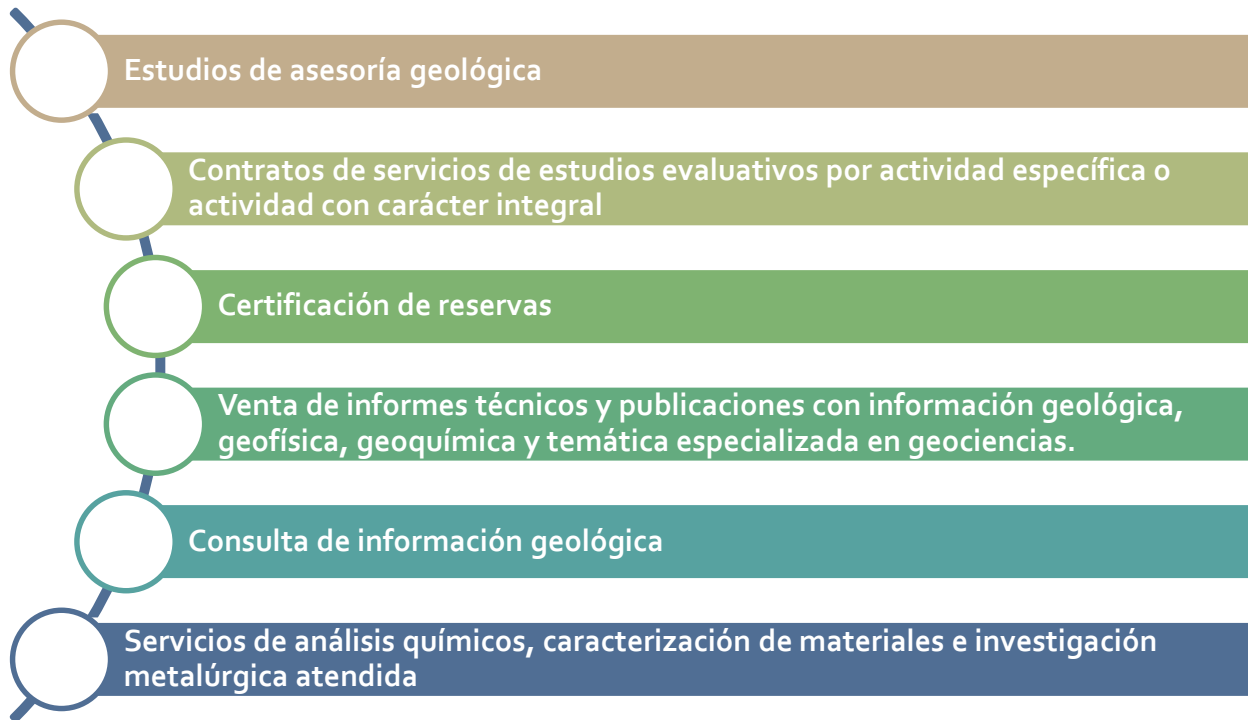 Estudios de asesoría geológica
Contratos de servicios de estudios evaluativos por actividad específica o
actividad con carácter integral
Certificación de reservas
Venta de informes técnicos y publicaciones con información geológica,
geofísica, geoquímica y temática especializada en geociencias.
Consulta de información geológica
Servicios de análisis químicos, caracterización de materiales e investigación
metalúrgica atendida